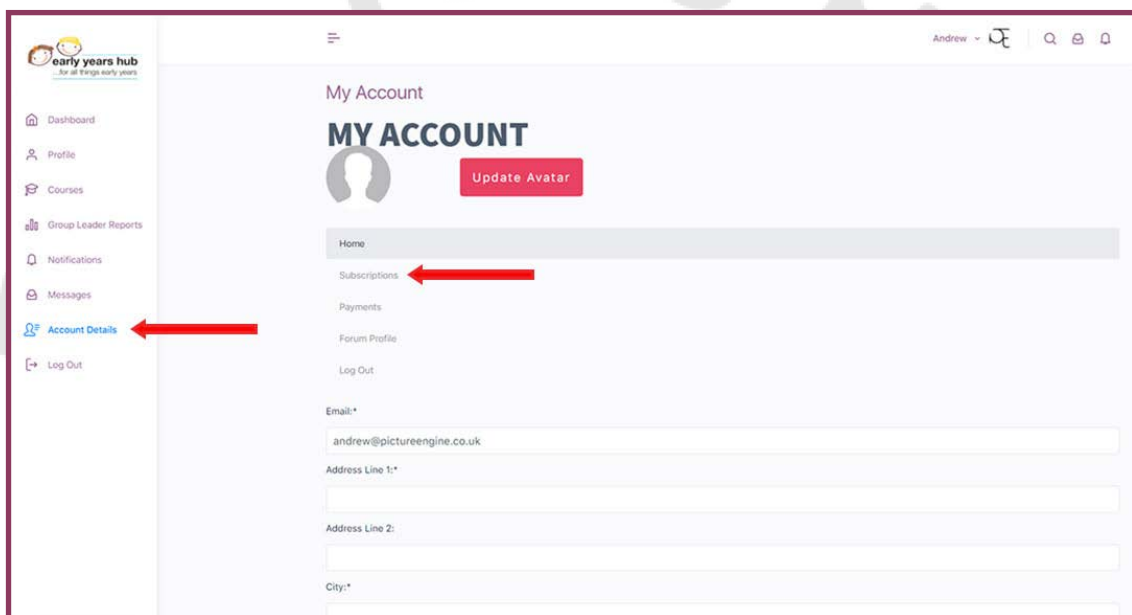 early years hub
...for all things early years
Dashboard
Profile
Courses
Group Leader Reports
Notifications
Messages
Account Details
Log Out
Andrew
My Account
MY ACCOUNT
Update Avatar
Home
Subscriptions
Payments
Forum Profile
Log Out
Email:*
andrew@pictureengine.co.uk
Address Line 1:*
Address Line 2:
City:*